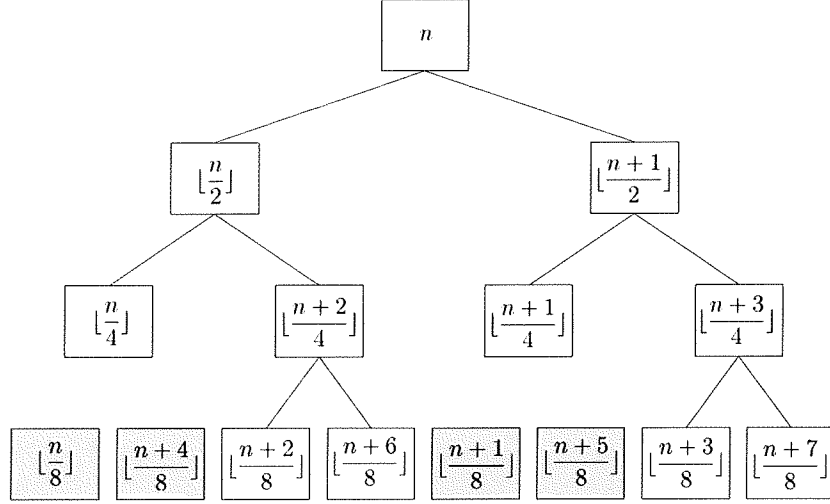 n
⌊n/2⌋ ⌊(n + 1)/2⌋
⌊n/4⌋ ⌊(n + 2)/4⌋ ⌊(n + 1)/4⌋ ⌊(n + 3)/4⌋
⌊n/8⌋ ⌊(n + 4)/8⌋ ⌊(n + 2)/8⌋ ⌊(n + 6)/8⌋ ⌊(n + 1)/8⌋ ⌊(n + 5)/8⌋ ⌊(n + 3)/8⌋ ⌊(n + 7)/8⌋